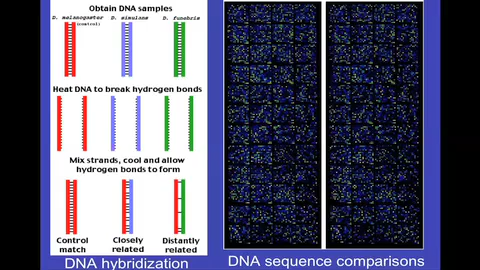 Obtain DNA samples
D. melanogaster D. simulans D. funebris
(control)
Heat DNA to break hydrogen bonds
Mix strands, cool and allow
hydrogen bonds to form
Control Closely Distantly
match related related
DNA hybridization
DNA sequence comparisons